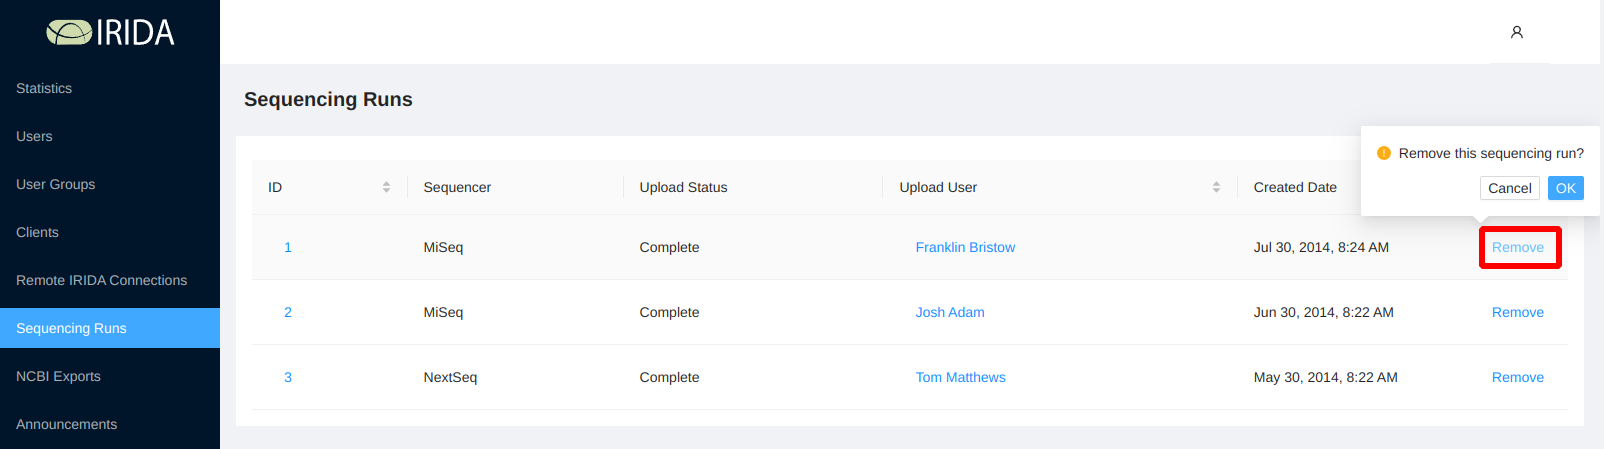 IRIDA
Statistics
Users
User Groups
Clients
Remote IRIDA Connections
Sequencing Runs
NCBI Exports
Announcements
Sequencing Runs
Remove this sequencing run?
Cancel OK
ID Sequencer Upload Status Upload User Created Date
1 MiSeq Complete Franklin Bristow Jul 30, 2014, 8:24 AM Remove
2 MiSeq Complete Josh Adam Jun 30, 2014, 8:22 AM Remove
3 NextSeq Complete Tom Matthews May 30, 2014, 8:22 AM Remove